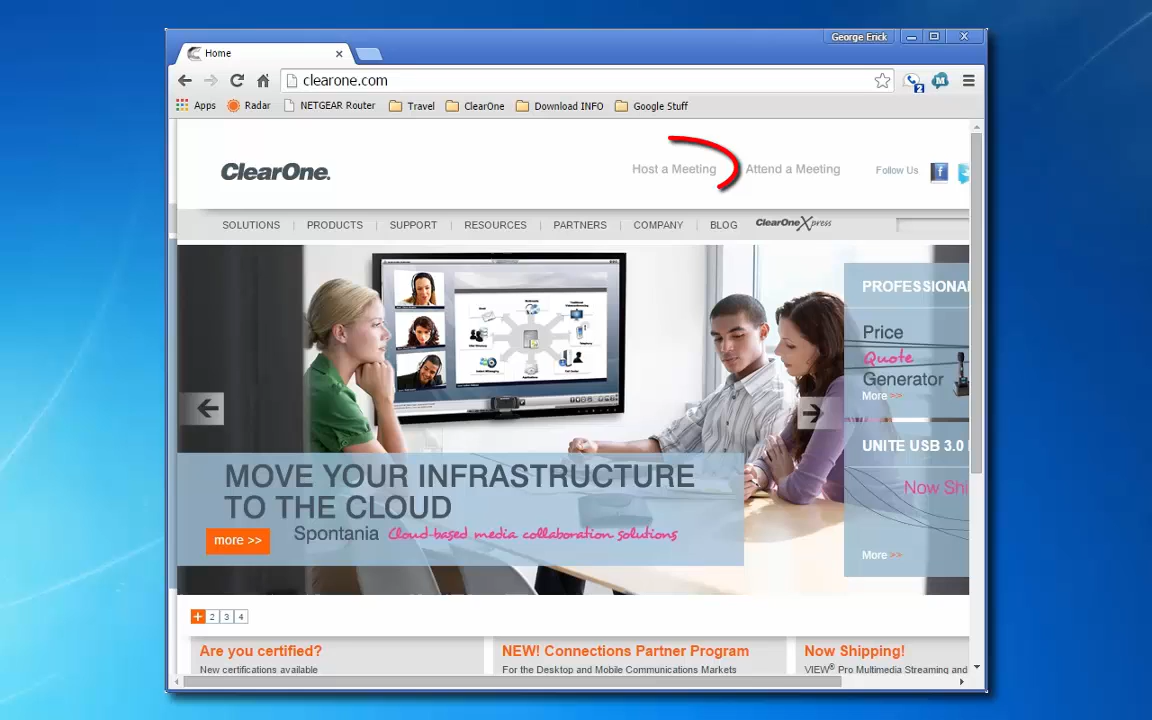 George Erick
Home
clearone.com
2
Apps Radar NETGEAR Router Travel ClearOne Download INFO Google Stuff
ClearOne.
Host a Meeting
Attend a Meeting
Follow Us
SOLUTIONS PRODUCTS SUPPORT RESOURCES PARTNERS COMPANY BLOG ClearOneXpress
PROFESSIONA
Price
Quote
Generator
More >>
UNITE USB 3.0
Now Shi
More >>
MOVE YOUR INFRASTRUCTURE
TO THE CLOUD
more >>
Spontania Cloud-based media collaboration solutions
+ 2 3 4
Are you certified?
New certifications available
NEW! Connections Partner Program
For the Desktop and Mobile Communications Markets
Now Shipping!
VIEW® Pro Multimedia Streaming and